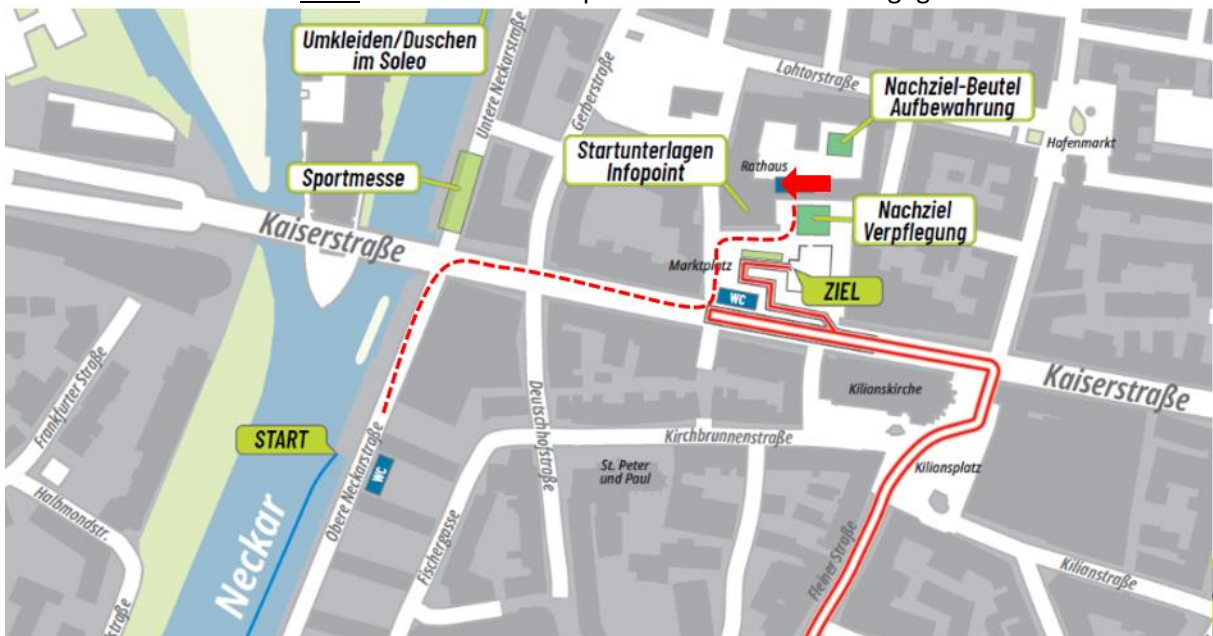 Umkleiden/Duschen
im Soleo
Untere Neckarstraße
Gerberstraße
Lohtorstraße
Nachziel-Beutel
Aufbewahrung
Hafenmarkt
Startunterlagen
Infopoint
Rathaus
Sportmesse
Nachziel
Verpflegung
Kaiserstraße
Marktplatz
ZIEL
WC
Kaiserstraße
Kilianskirche
Frankfurter Straße
Deutschhofstraße
START
Kirchbrunnenstraße
Obere Neckarstraße
WC
St. Peter
und Paul
Kiliansplatz
Halbmondstr.
Neckar
Fischergasse
Fleiner Straße
Kilianstraße